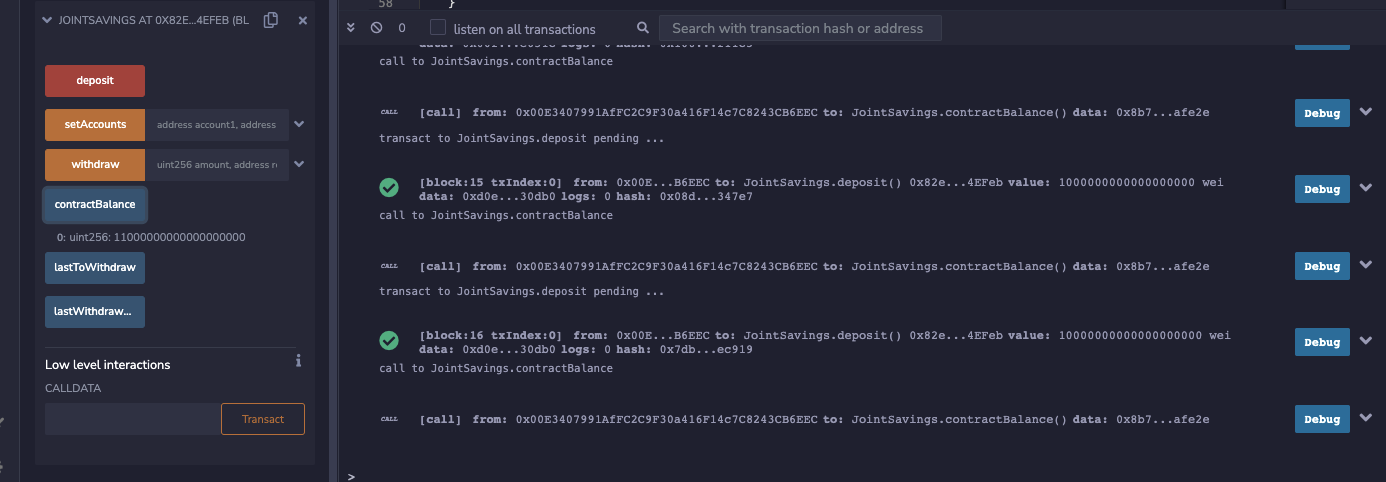 JOINTSAVINGS AT 0X82E...4EFEB (BL
deposit
setAccounts
address account1, address
withdraw
uint256 amount, address r
contractBalance
0: uint256: 11000000000000000000
lastToWithdraw
lastWithdraw...
Low level interactions
CALLDATA
Transact
58 }
0
listen on all transactions
Search with transaction hash or address
call to JointSavings.contractBalance
CALL [call] from: 0x00E3407991AfFC2C9F30a416F14c7C8243CB6EEC to: JointSavings.contractBalance() data: 0x8b7...afe2e
Debug
transact to JointSavings.deposit pending ...
[block:15 txIndex:0] from: 0x00E...B6EEC to: JointSavings.deposit() 0x82e...4EFeb value: 1000000000000000000 wei
Debug
data: 0xd0e...30db0 logs: 0 hash: 0x08d...347e7
call to JointSavings.contractBalance
CALL [call] from: 0x00E3407991AfFC2C9F30a416F14c7C8243CB6EEC to: JointSavings.contractBalance() data: 0x8b7...afe2e
Debug
transact to JointSavings.deposit pending ...
[block:16 txIndex:0] from: 0x00E...B6EEC to: JointSavings.deposit() 0x82e...4EFeb value: 10000000000000000000 wei
Debug
data: 0xd0e...30db0 logs: 0 hash: 0x7db...ec919
call to JointSavings.contractBalance
CALL [call] from: 0x00E3407991AfFC2C9F30a416F14c7C8243CB6EEC to: JointSavings.contractBalance() data: 0x8b7...afe2e
Debug
>